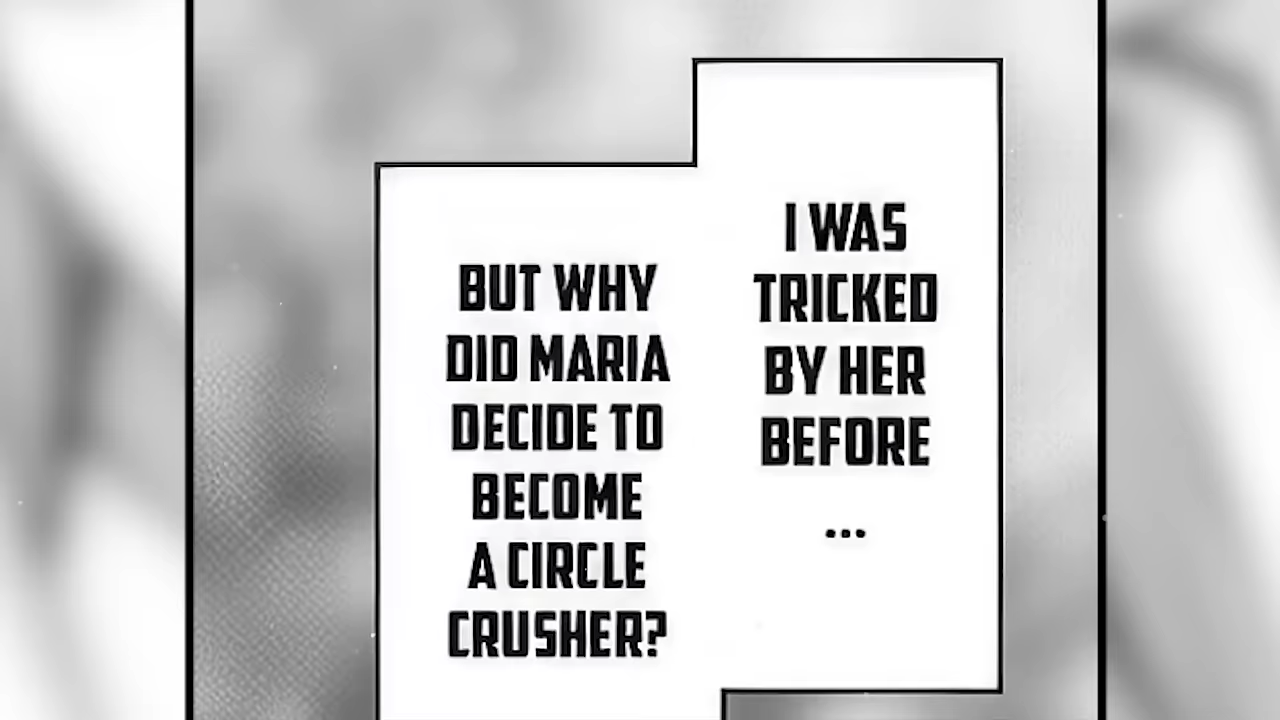 I WAS
TRICKED
BY HER
BEFORE
...
BUT WHY
DID MARIA
DECIDE TO
BECOME
A CIRCLE
CRUSHER?